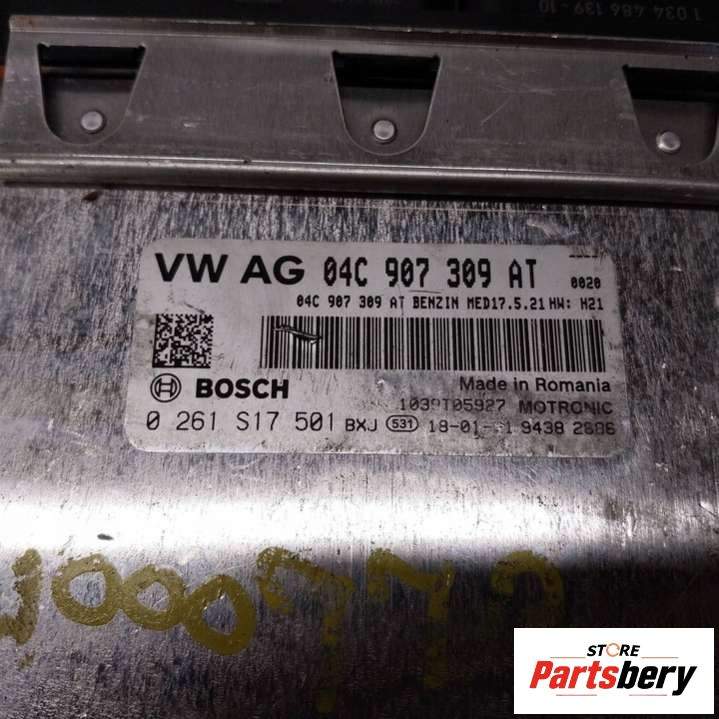 1 034 486 139-10
VW AG 04C 907 309 AT 0020
04C 907 309 AT BENZIN MED17.5.21 HW: H21
BOSCH Made in Romania
1039T05927 MOTRONIC
0 261 S17 501 BXJ 531 9438 2886
STORE
Partsbery